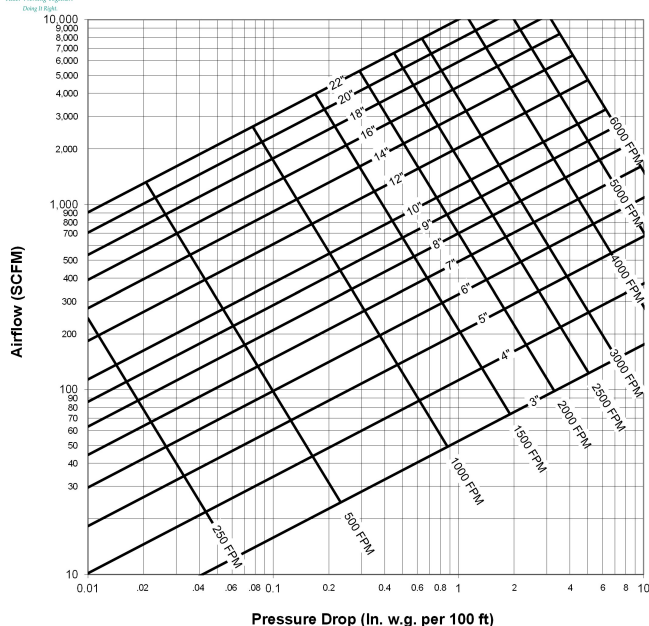 Doing It Right.
10,000
9,000
8,000
7,000
6,000
5,000
4,000
3,000
2,000
1,000
900
800
700
500
400
300
200
100
90
80
70
60
50
40
30
10
Airflow (SCFM)
22"
20"
18"
16"
14"
12"
10"
9"
8"
7"
6"
5"
4"
3"
6000 FPM
5000 FPM
4000 FPM
3000 FPM
2500 FPM
2000 FPM
1500 FPM
1000 FPM
500 FPM
250 FPM
0.01 .02 .04 .06 .08 0.1 0.2 0.4 0.6 0.8 1 2 4 6 8 10
Pressure Drop (In. w.g. per 100 ft)